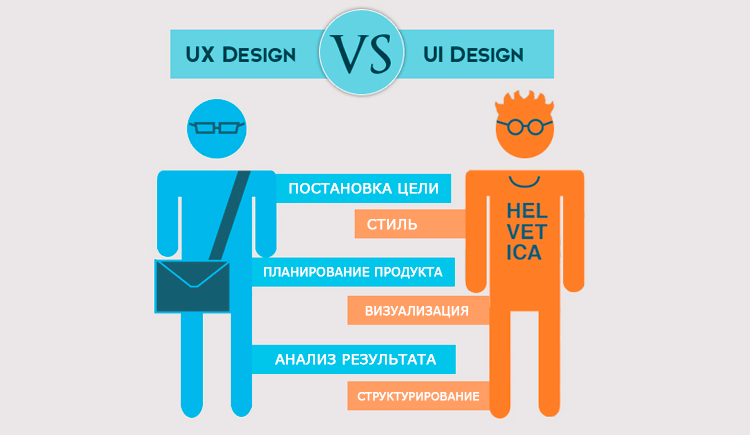 UX DESIGN VS UI DESIGN
ПОСТАНОВКА ЦЕЛИ
СТИЛЬ
HEL
VET
ICA
ПЛАНИРОВАНИЕ ПРОДУКТА
ВИЗУАЛИЗАЦИЯ
АНАЛИЗ РЕЗУЛЬТАТА
СТРУКТУРИРОВАНИЕ